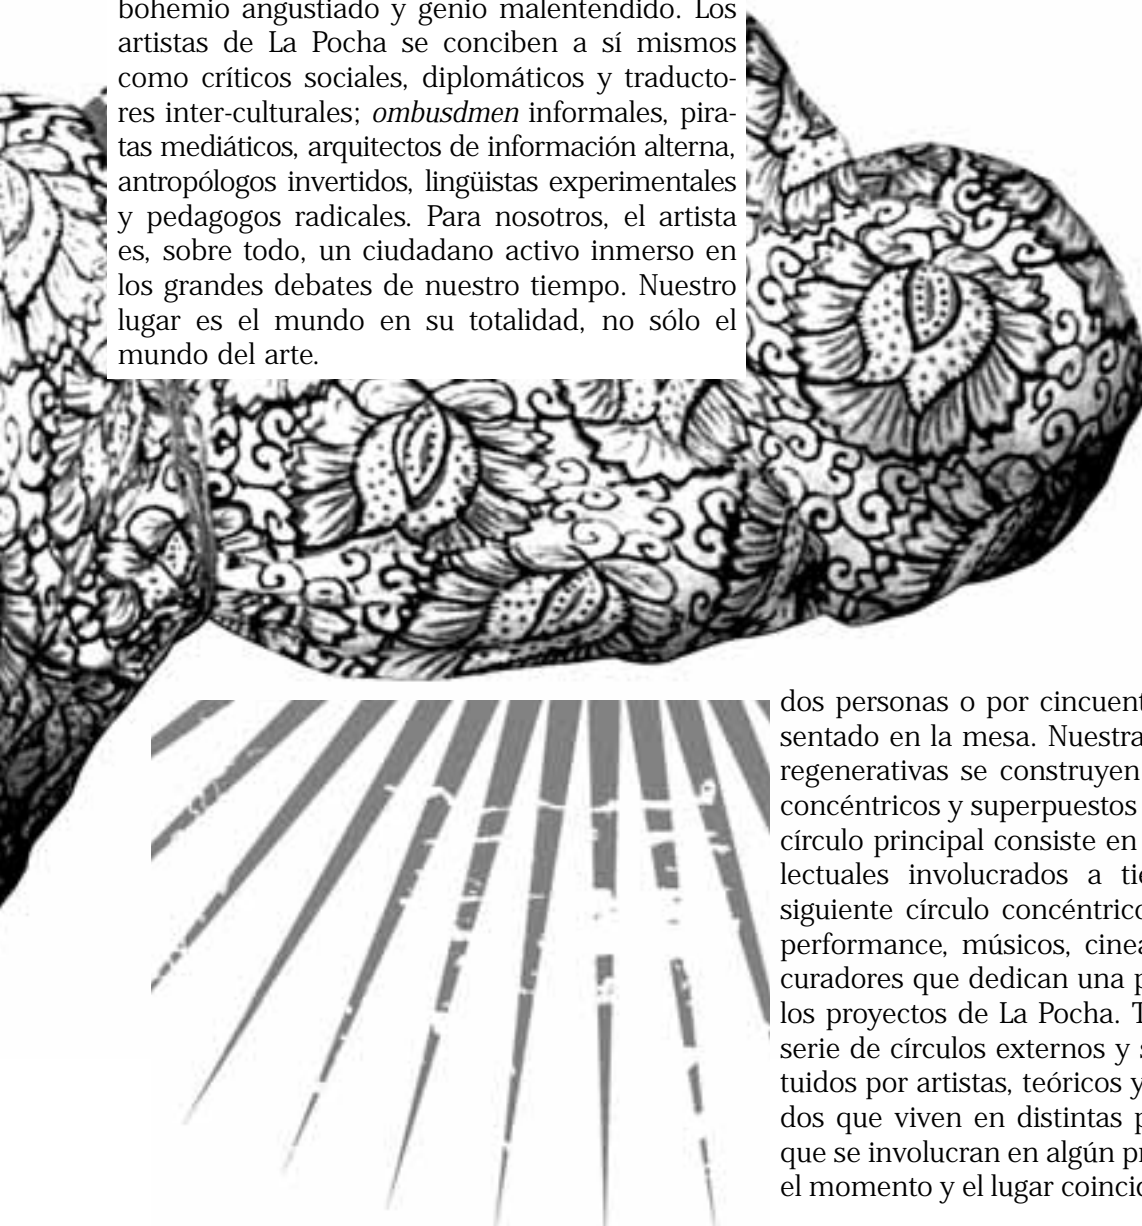 bohemio angustiado y genio malentendido. Los
artistas de La Pocha se conciben a sí mismos
como críticos sociales, diplomáticos y traducto-
res inter-culturales; ombusdmen informales, pira-
tas mediáticos, arquitectos de información alterna,
antropólogos invertidos, lingüistas experimentales
y pedagogos radicales. Para nosotros, el artista
es, sobre todo, un ciudadano activo inmerso en
los grandes debates de nuestro tiempo. Nuestro
lugar es el mundo en su totalidad, no sólo el
mundo del arte.
dos personas o por cincuent
sentado en la mesa. Nuestra
regenerativas se construyen
concéntricos y superpuestos
círculo principal consiste en
lectuales involucrados a tie
siguiente círculo concéntrico
performance, músicos, cinea
curadores que dedican una p
los proyectos de La Pocha. T
serie de círculos externos y s
tuidos por artistas, teóricos y
dos que viven en distintas p
que se involucran en algún pr
el momento y el lugar coincid